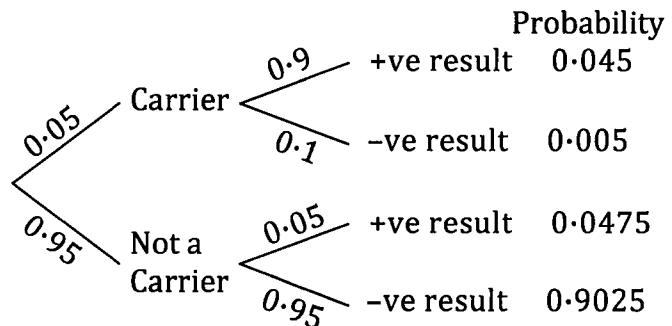 Probability
0·9 +ve result 0·045
0·05 Carrier
0·1 -ve result 0·005
0·05 +ve result 0·0475
0·95 Not a
Carrier
0·95 -ve result 0·9025